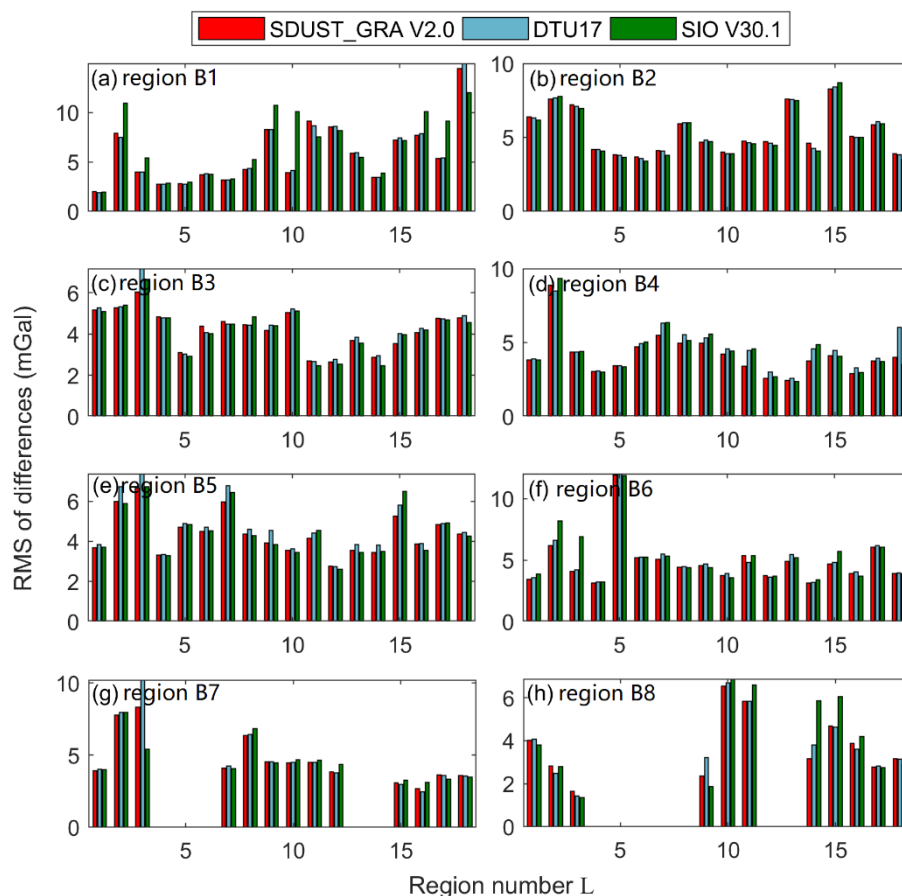 SDUST_GRA V2.0 DTU17 SIO V30.1
(a) region B1
(b) region B2
10
5
0
5 10 15
10
5
0
5 10 15
(c) region B3
(d) region B4
6
4
2
0
5 10 15
10
5
0
5 10 15
(e) region B5
(f) region B6
6
4
2
0
5 10 15
10
5
0
5 10 15
(g) region B7
(h) region B8
10
5
0
5 10 15
6
4
2
0
5 10 15
RMS of differences (mGal)
Region number L